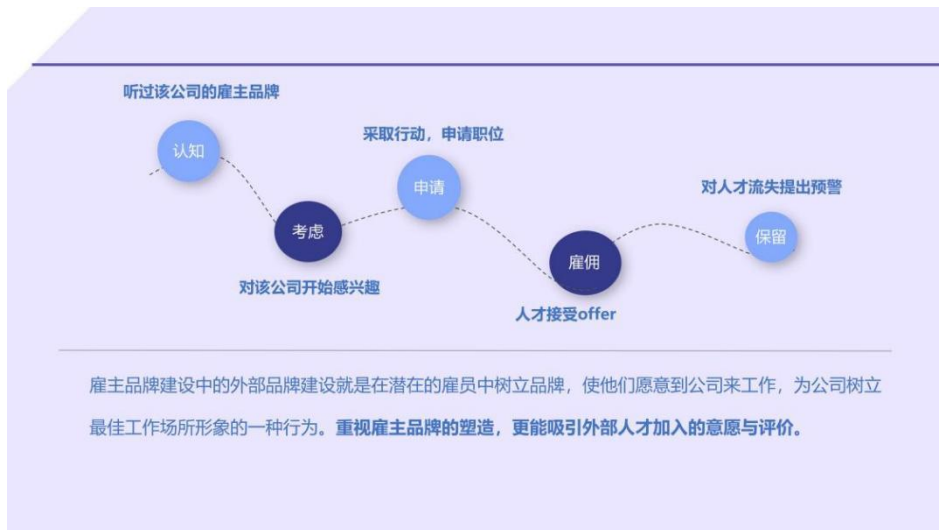 听过该公司的雇主品牌
认知
采取行动，申请职位
申请
对人才流失提出预警
保留
考虑
对该公司开始感兴趣
雇佣
人才接受offer
雇主品牌建设中的外部品牌建设就是在潜在的雇员中树立品牌，使他们愿意到公司来工作，为公司树立
最佳工作场所形象的一种行为。重视雇主品牌的塑造，更能吸引外部人才加入的意愿与评价。